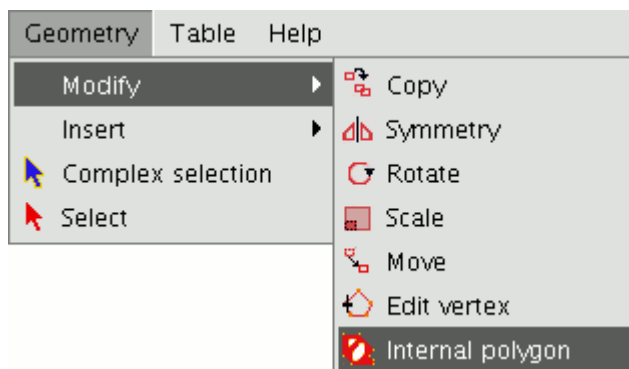 Geometry Table Help
Modify
Insert
Complex selection
Select
Copy
Symmetry
Rotate
Scale
Move
Edit vertex
Internal polygon